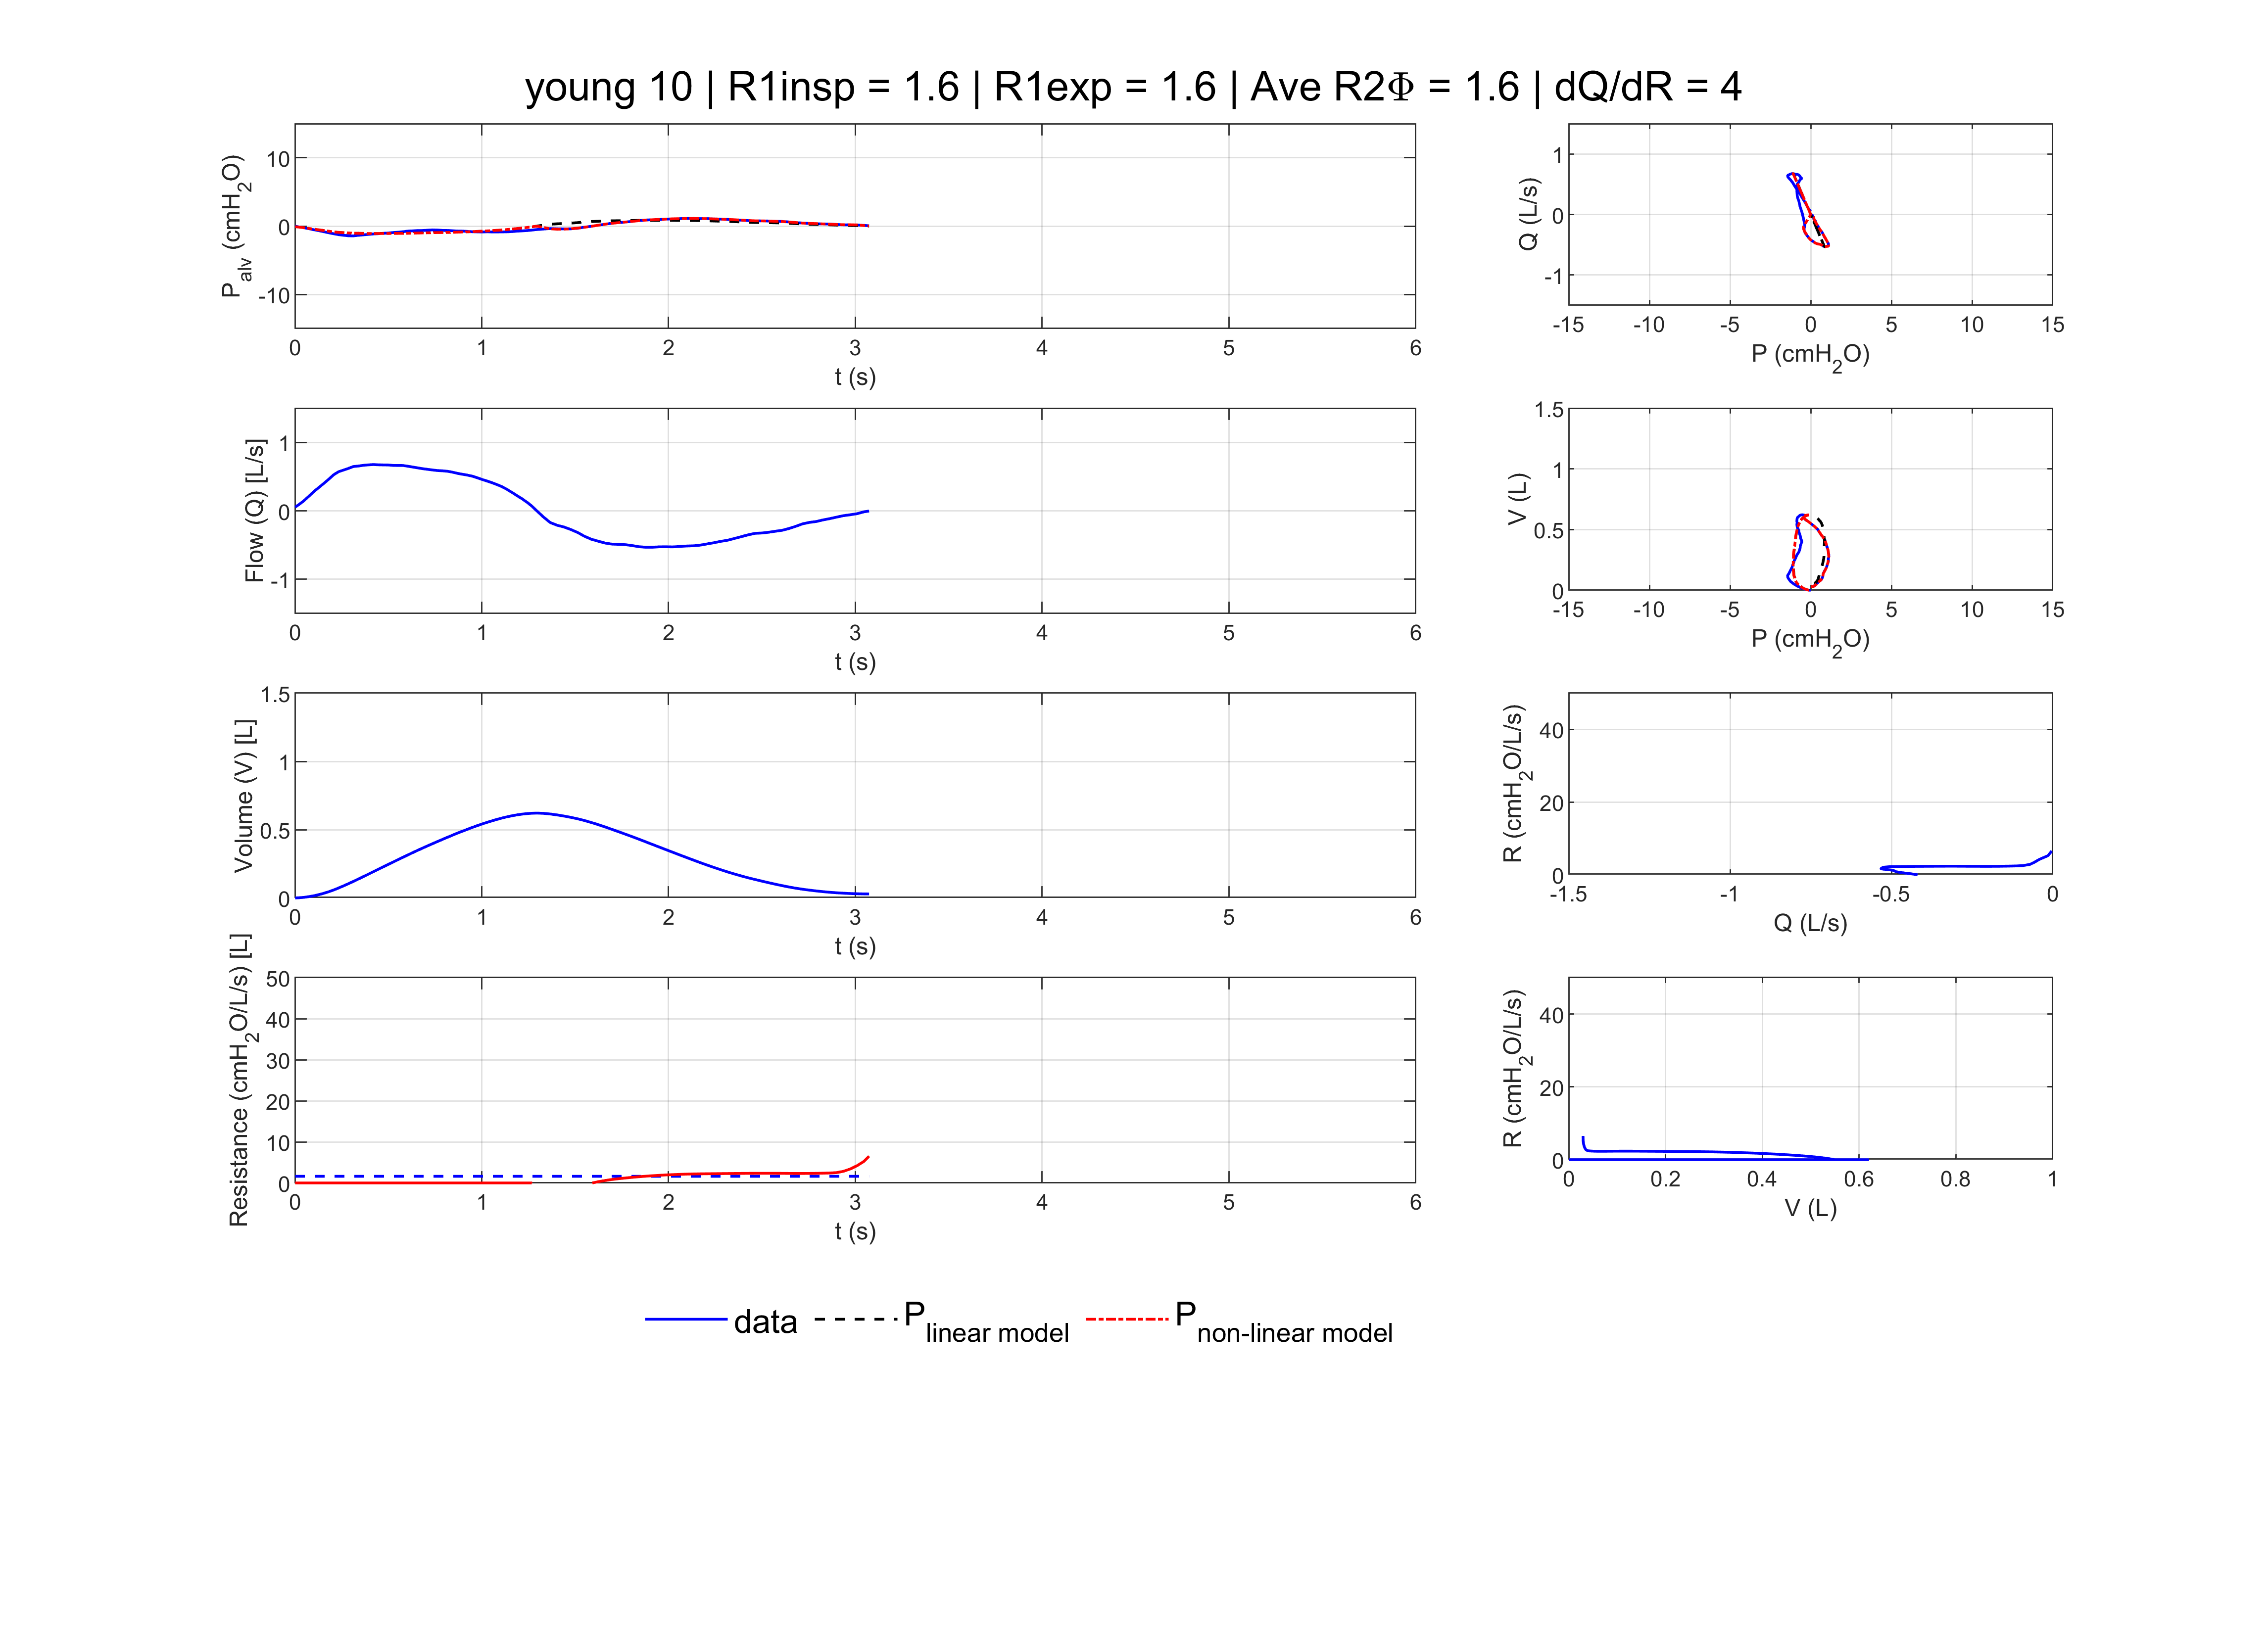 young 10 | R1insp = 1.6 | R1exp = 1.6 | Ave R2Φ = 1.6 | dQ/dR = 4
P_alv (cmH₂O)
10
0
-10
0 1 2 3 4 5 6
t (s)
Q (L/s)
1
0
-1
-15 -10 -5 0 5 10 15
P (cmH₂O)
Flow (Q) [L/s]
1
0
-1
0 1 2 3 4 5 6
t (s)
V (L)
1.5
1
0.5
0
-15 -10 -5 0 5 10 15
P (cmH₂O)
Volume (V) [L]
1.5
1
0.5
0
0 1 2 3 4 5 6
t (s)
R (cmH₂O/L/s)
40
20
0
-1.5 -1 -0.5 0
Q (L/s)
Resistance (cmH₂O/L/s) [L]
50
40
30
20
10
0
0 1 2 3 4 5 6
t (s)
R (cmH₂O/L/s)
40
20
0
0 0.2 0.4 0.6 0.8 1
V (L)
data P_linear model P_non-linear model